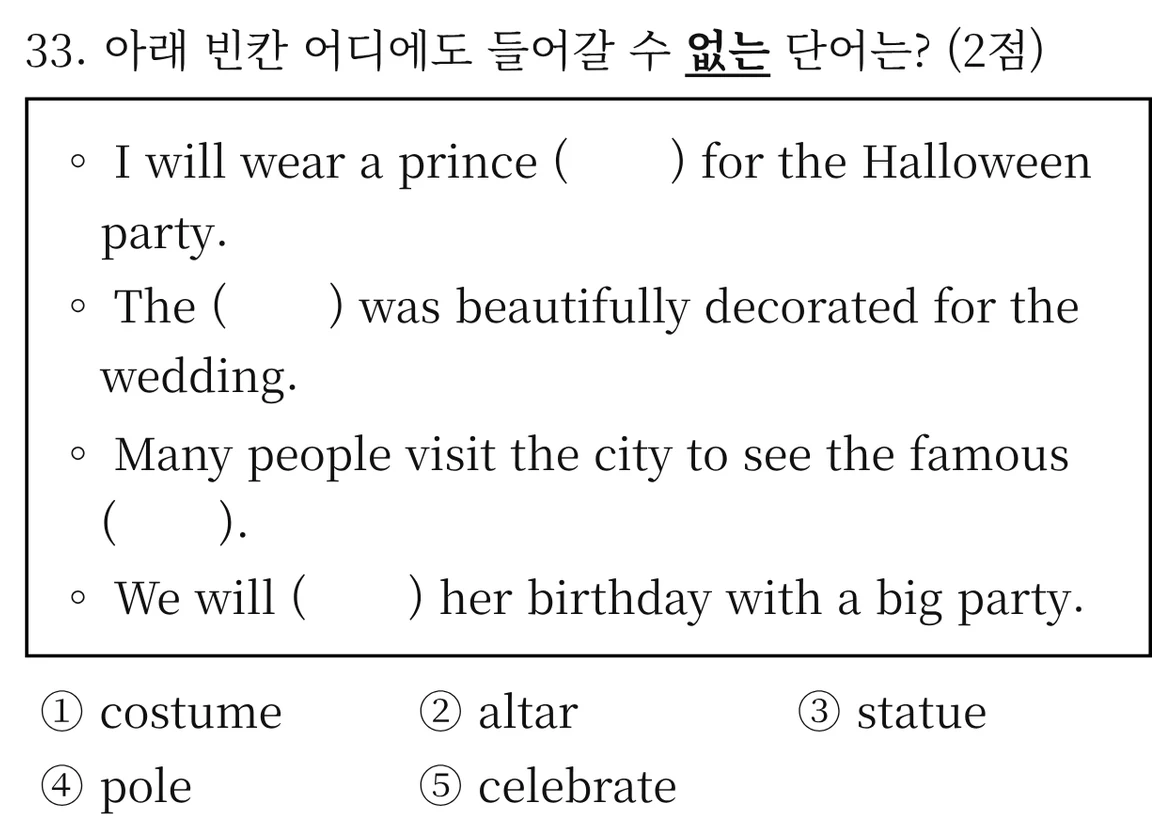 33. 아래 빈칸 어디에도 들어갈 수 없는 단어는? (2점)
◦ I will wear a prince (      ) for the Halloween
party.
◦ The (      ) was beautifully decorated for the
wedding.
◦ Many people visit the city to see the famous
(      ).
◦ We will (      ) her birthday with a big party.
① costume ② altar ③ statue
④ pole ⑤ celebrate